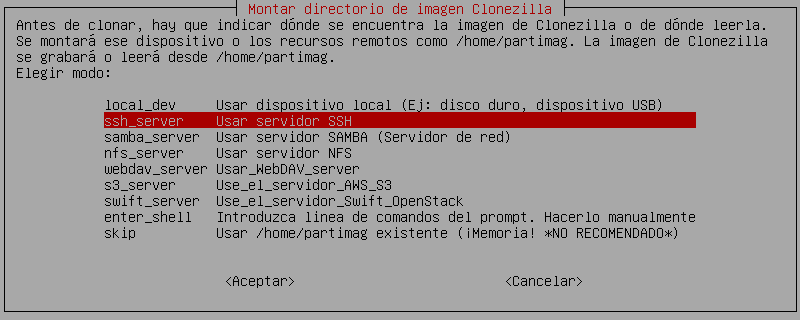 Montar directorio de imagen Clonezilla
Antes de clonar, hay que indicar dónde se encuentra la imagen de Clonezilla o de dónde leerla.
Se montará ese dispositivo o los recursos remotos como /home/partimag. La imagen de Clonezilla
se grabará o leerá desde /home/partimag.
Elegir modo:
local_dev Usar dispositivo local (Ej: disco duro, dispositivo USB)
ssh_server Usar servidor SSH
samba_server Usar servidor SAMBA (Servidor de red)
nfs_server Usar servidor NFS
webdav_server Usar_WebDAV_server
s3_server Use_el_servidor_AWS_S3
swift_server Use_el_servidor_Swift_OpenStack
enter_shell Introduzca linea de comandos del prompt. Hacerlo manualmente
skip Usar /home/partimag existente (¡Memoria! *NO RECOMENDADO*)
<Aceptar> <Cancelar>